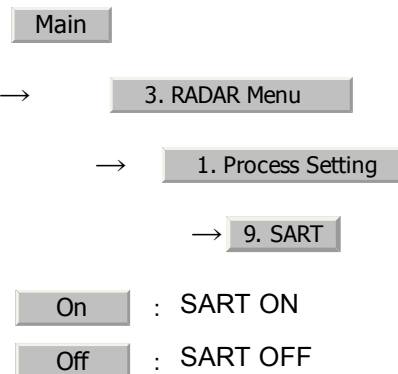 Main
→ 3. RADAR Menu
→ 1. Process Setting
→ 9. SART
On : SART ON
Off : SART OFF